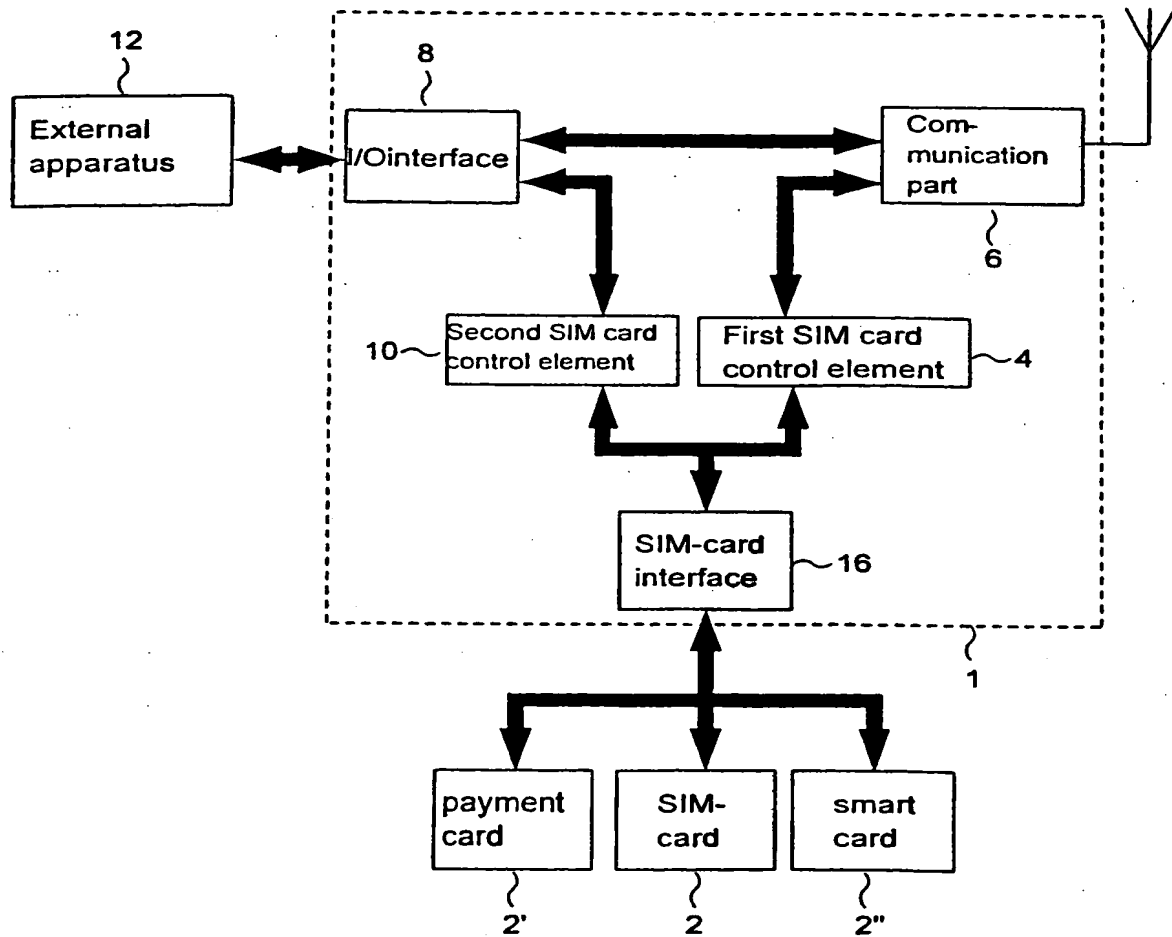 12
External
apparatus
8
I/Ointerface
Com-
munication
part
6
Second SIM card
control element
10
First SIM card
control element
4
SIM-card
interface
16
1
payment
card
SIM-
card
smart
card
2'
2
2"